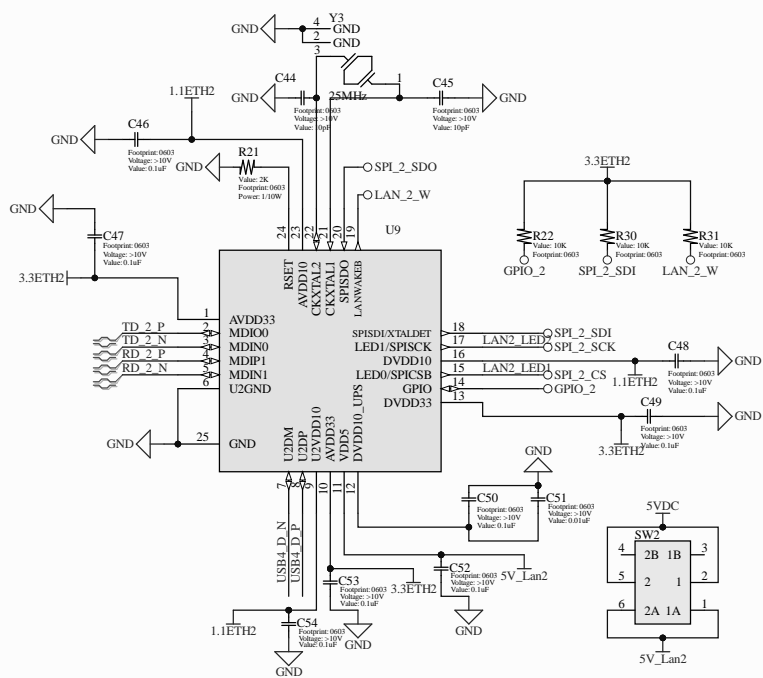 Y3
GND 4 GND
2 GND
3
1
25MHz
C44
Footprint: 0603
Voltage: >10V
Value: 10pF
GND
C45
Footprint: 0603
Voltage: >10V
Value: 10pF
GND
1.1ETH2
C46
Footprint: 0603
Voltage: >10V
Value: 0.1uF
GND
R21
Value: 2K
Footprint: 0603
Power: 1/10W
GND
SPI_2_SDO
LAN_2_W
GND
C47
Footprint: 0603
Voltage: >10V
Value: 0.1uF
3.3ETH2
3.3ETH2
R22
Value: 10K
Footprint: 0603
GPIO_2
R30
Value: 10K
Footprint: 0603
SPI_2_SDI
R31
Value: 10K
Footprint: 0603
LAN_2_W
U9
24 RSET
23 AVDD10
22 CKXTAL2
21 CKXTAL1
20 SPISDO
19 LANWAKEB
1 AVDD33
TD_2_P 2 MDIO0
TD_2_N 3 MDIN0
RD_2_P 4 MDIP1
RD_2_N 5 MDIN1
6 U2GND
GND 25 GND
SPISDI/XTALDET 18 SPI_2_SDI
LED1/SPISCK 17 LAN2_LED2 SPI_2_SCK
DVDD10 16
LED0/SPICSB 15 LAN2_LED1 SPI_2_CS
GPIO 14 GPIO_2
DVDD33 13
1.1ETH2
C48
Footprint: 0603
Voltage: >10V
Value: 0.1uF
GND
3.3ETH2
C49
Footprint: 0603
Voltage: >10V
Value: 0.1uF
GND
U2DM 7 USB4_D_N
U2DP 8 USB4_D_P
U2VDD10 9
AVDD33 10
VDD5 11
DVDD10_UPS 12
GND
C50
Footprint: 0603
Voltage: >10V
Value: 0.1uF
C51
Footprint: 0603
Voltage: >10V
Value: 0.01uF
C52
Footprint: 0603
Voltage: >10V
Value: 0.1uF
5V_Lan2
GND
C53
Footprint: 0603
Voltage: >10V
Value: 0.1uF
3.3ETH2
GND
1.1ETH2
C54
Footprint: 0603
Voltage: >10V
Value: 0.1uF
GND
5VDC
SW2
4 2B 1B 3
5 2 1 2
6 2A 1A 1
5V_Lan2